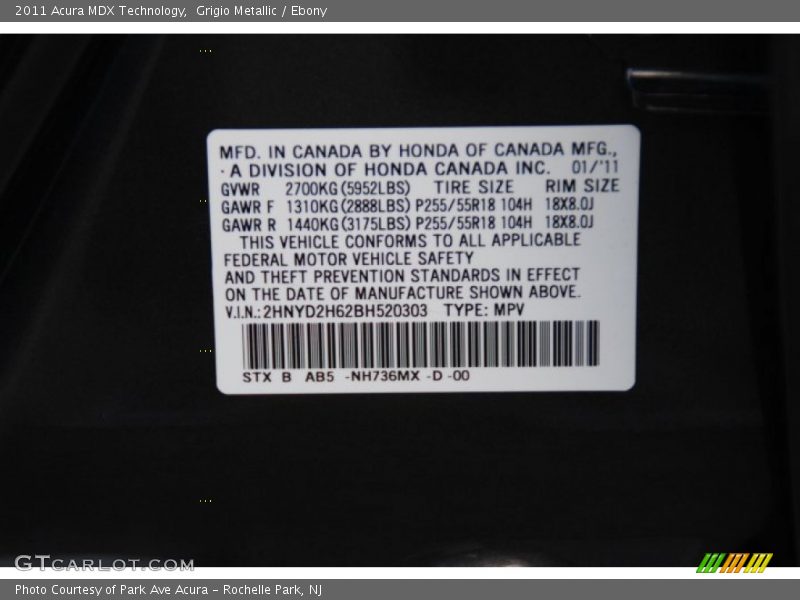 2011 Acura MDX Technology,  Grigio Metallic / Ebony
MFD. IN CANADA BY HONDA OF CANADA MFG.,
· A DIVISION OF HONDA CANADA INC.  01/'11
GVWR  2700KG(5952LBS)  TIRE SIZE  RIM SIZE
GAWR F  1310KG(2888LBS) P255/55R18 104H  18X8.0J
GAWR R  1440KG(3175LBS) P255/55R18 104H  18X8.0J
THIS VEHICLE CONFORMS TO ALL APPLICABLE
FEDERAL MOTOR VEHICLE SAFETY
AND THEFT PREVENTION STANDARDS IN EFFECT
ON THE DATE OF MANUFACTURE SHOWN ABOVE.
V.I.N.: 2HNYD2H62BH520303  TYPE: MPV
STX  B  AB5  -NH736MX -D -00
GTCARLOT.COM
Photo Courtesy of Park Ave Acura - Rochelle Park, NJ